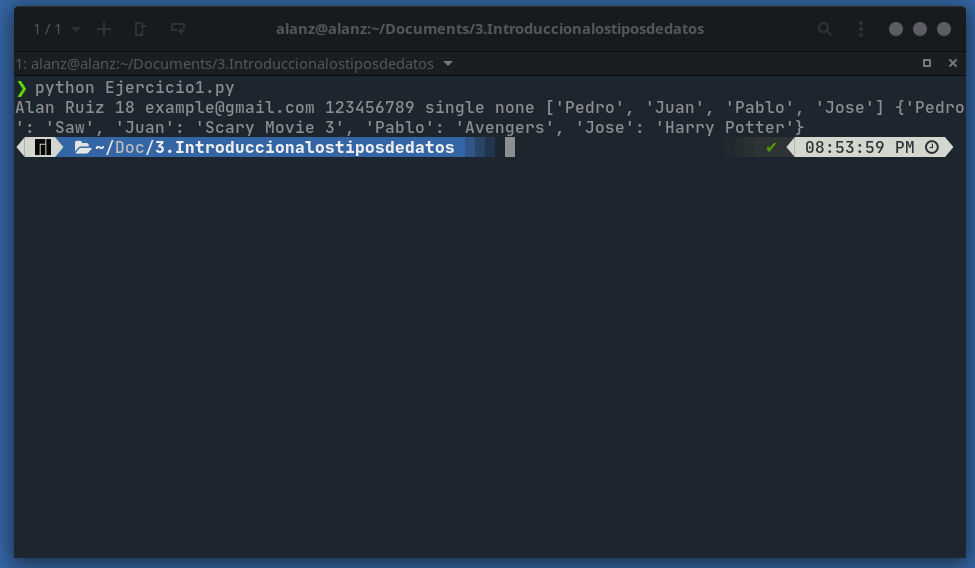 1 / 1
alanz@alanz:~/Documents/3.Introduccionalostiposdedatos
1: alanz@alanz:~/Documents/3.Introduccionalostiposdedatos
❯ python Ejercicio1.py
Alan Ruiz 18 example@gmail.com 123456789 single none ['Pedro', 'Juan', 'Pablo', 'Jose'] {'Pedro
': 'Saw', 'Juan': 'Scary Movie 3', 'Pablo': 'Avengers', 'Jose': 'Harry Potter'}
~/Doc/3.Introduccionalostiposdedatos ✔ 08:53:59 PM